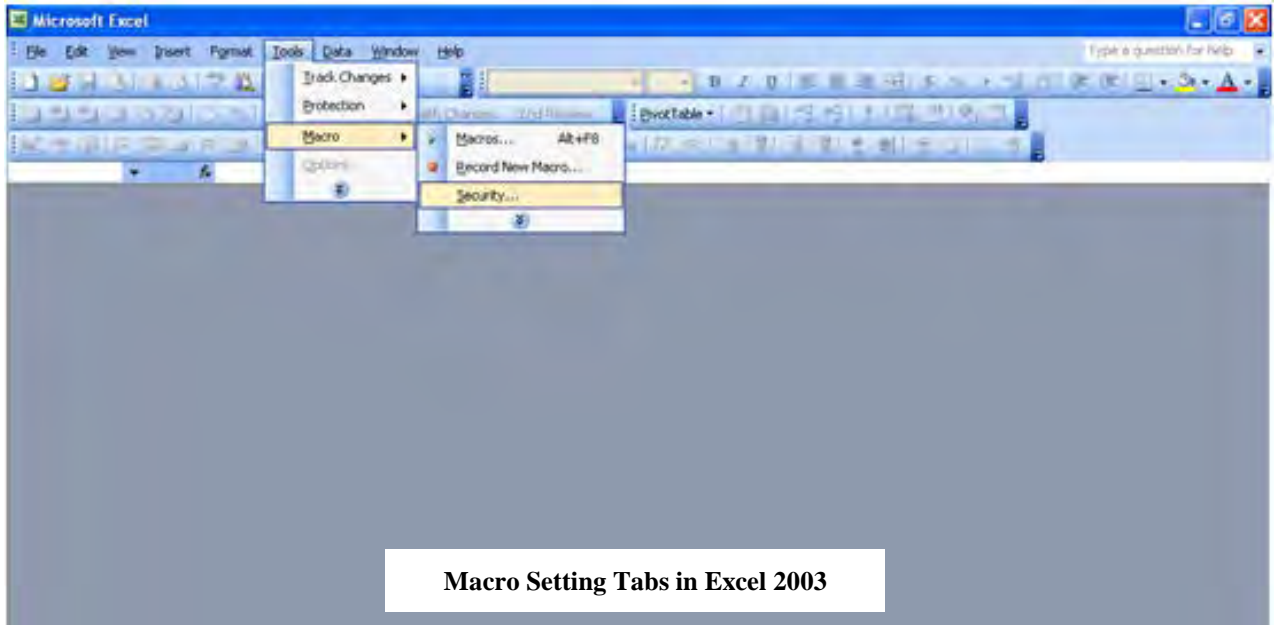 Microsoft Excel
File Edit View Insert Format Tools Data Window Help
Type a question for help
Track Changes
Protection
Macro
Options...
Macros... Alt+F8
Record New Macro...
Security...
PivotTable
Macro Setting Tabs in Excel 2003